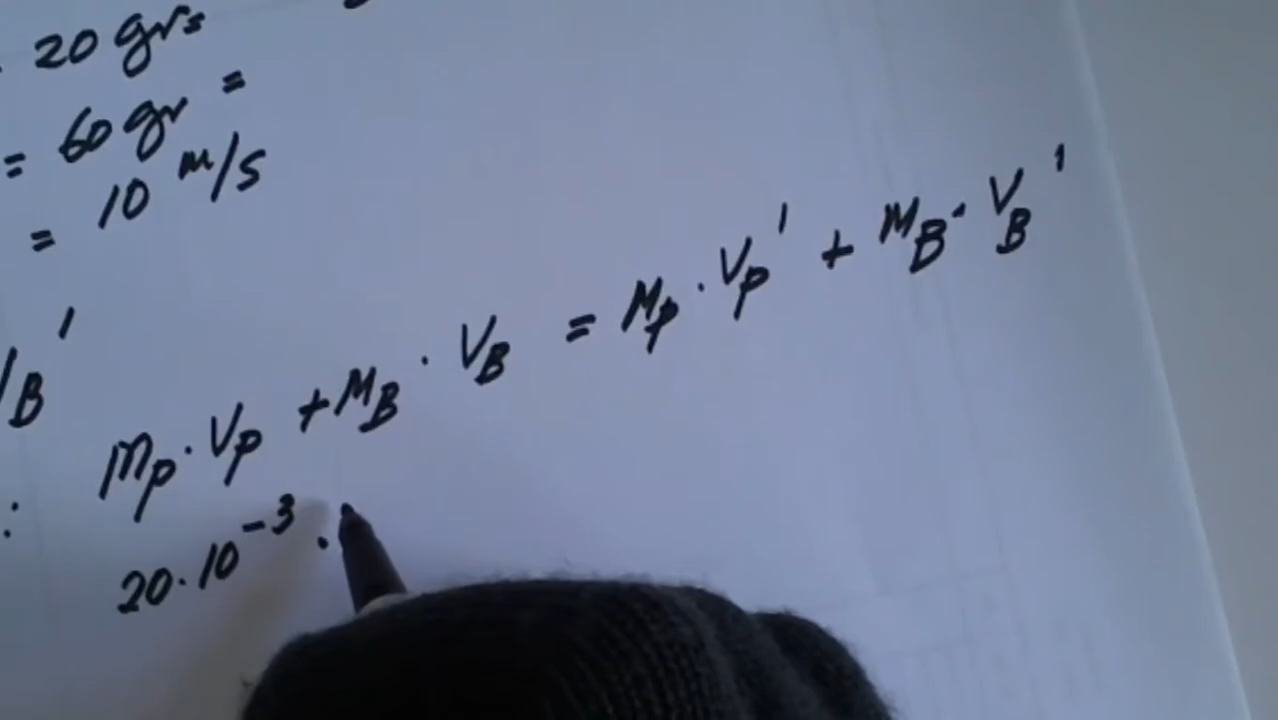 20 grs
= 60 gr =
= 10 m/s
/B'
: Mp · Vp + MB · VB = Mp · Vp' + MB · VB'
20 · 10⁻³ ·